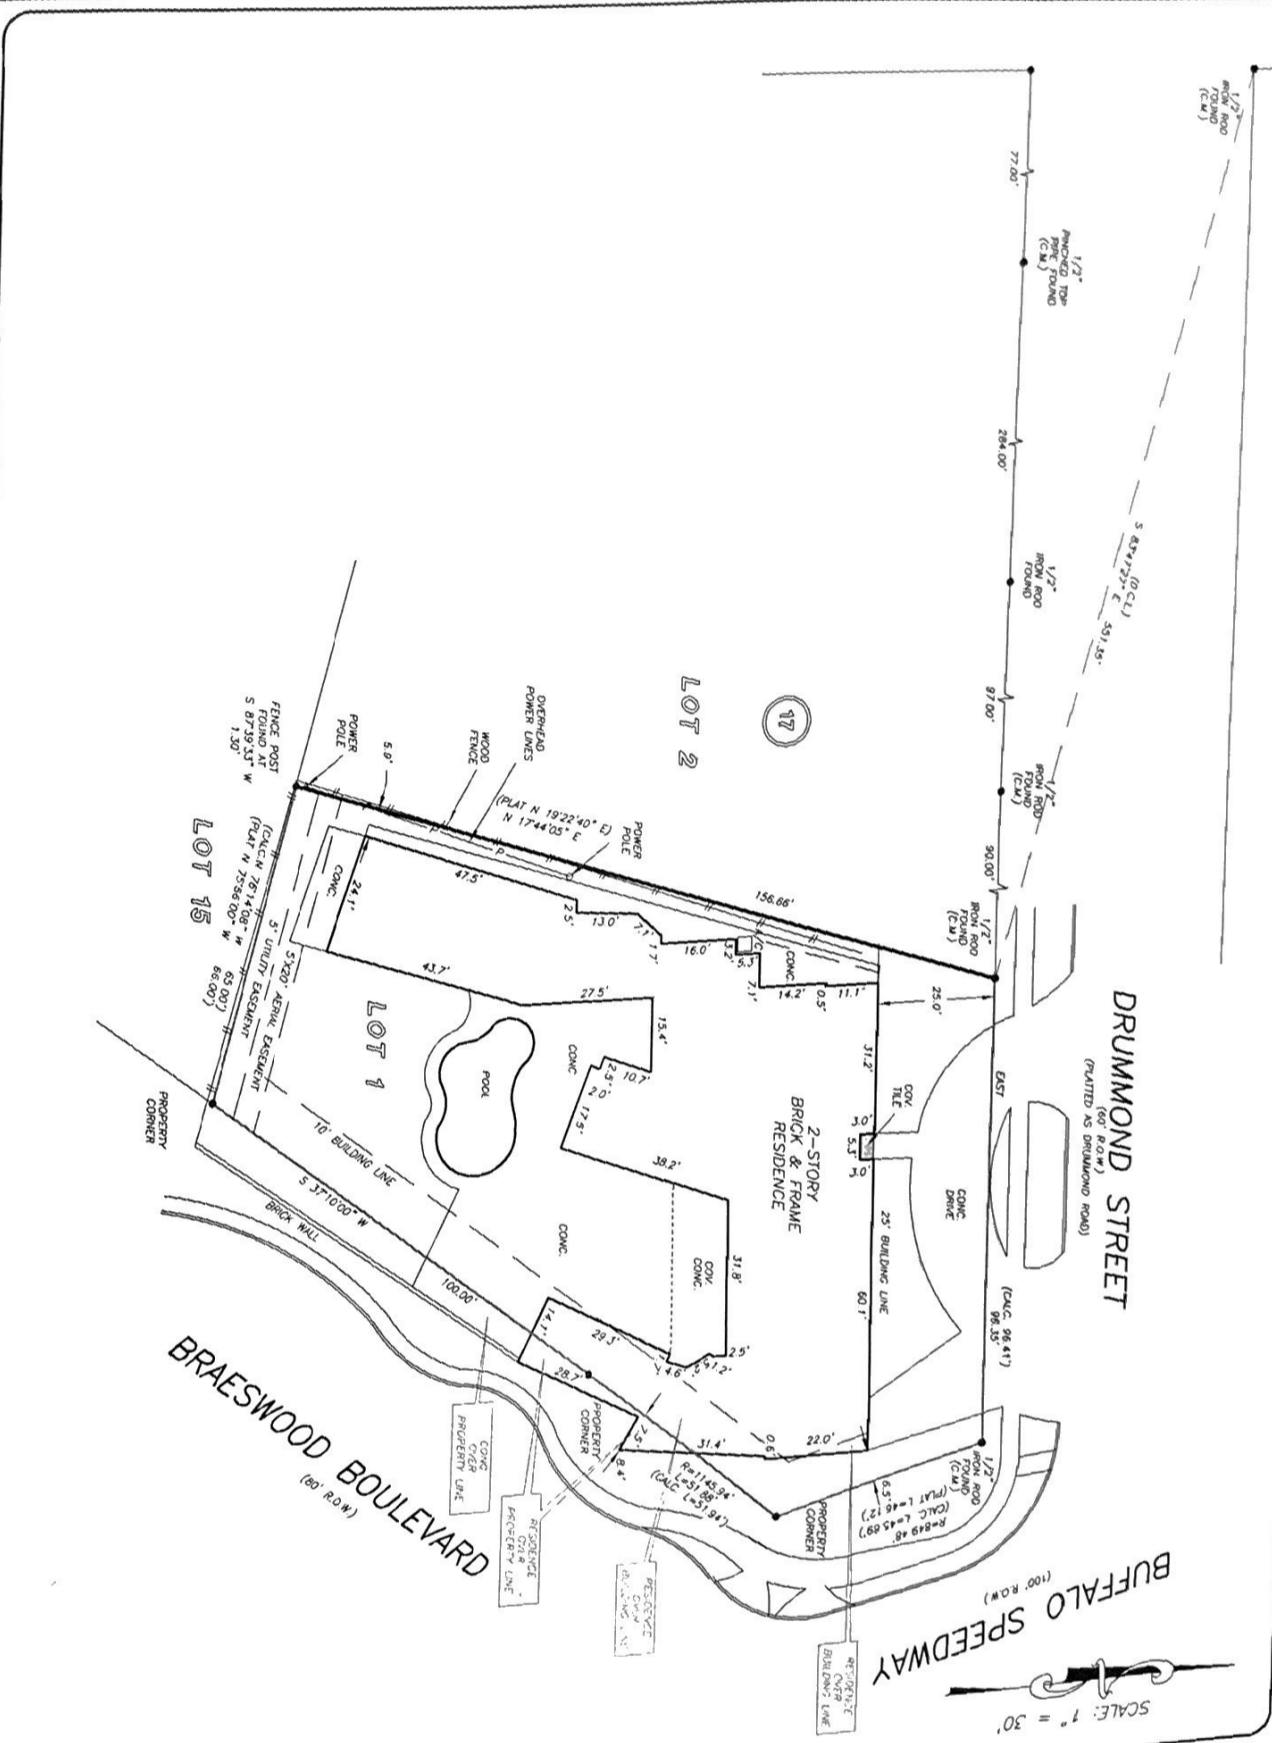 1/2"
IRON ROD
FOUND
(C.M.)
77.00'
1/2"
PINCHED TOP
PIPE FOUND
(C.M.)
284.00'
S 83°47'27" E 551.35'
(O.C.L)
1/2"
IRON ROD
FOUND
97.00'
1/2"
IRON ROD
FOUND
(C.M.)
90.00'
1/2"
IRON ROD
FOUND
(C.M.)
DRUMMOND STREET
(60' R.O.W)
(PLATTED AS DRUMMOND ROAD)
17
LOT 2
OVERHEAD
POWER LINES
WOOD
FENCE
5.9'
POWER
POLE
FENCE POST
FOUND AT
S 87°39'33" W
1.30'
(PLAT N 19°22'40" E)
N 17°44'05" E
POWER
POLE
156.66'
LOT 15
(CALC.N 76°14'08" W 65.00')
(PLAT N 75°56'00" W 66.00')
5' UTILITY EASEMENT
5'X20' AERIAL EASEMENT
CONC.
24.1'
47.5'
2.5'
13.0'
7.1'
1.7'
16.0'
3.2'
A/C
5.3'
CONC.
7.1'
14.2'
0.5'
11.1'
25.0'
43.7'
27.5'
15.4'
10.7'
2.5'
2.0'
17.5'
38.2'
LOT 1
POOL
CONC
2-STORY
BRICK & FRAME
RESIDENCE
31.2'
COV.
TILE
3.0'
5.3'
3.0'
EAST
CONC.
DRIVE
25' BUILDING LINE
60.1'
(CALC. 96.41')
96.35'
PROPERTY
CORNER
10' BUILDING LINE
S 37°10'00" W
BRICK WALL
100.00'
CONC.
COV.
CONC.
31.8'
2.5'
1.2'
4.6'
29.3'
14.1'
28.7'
7.5'
8.4'
31.4'
0.6'
22.0'
PROPERTY
CORNER
R=1145.94'
L=51.88'
(CALC. L=51.94')
PROPERTY
CORNER
6.5'
R=849.48'
(CALC. L=45.89')
(PLAT L=46.12')
1/2"
IRON ROD
FOUND
(C.M.)
BRAESWOOD BOULEVARD
(80' R.O.W)
CONC
OVER
PROPERTY LINE
RESIDENCE
OVER
PROPERTY LINE
RESIDENCE
OVER
BUILDING LINE
RESIDENCE
OVER
BUILDING LINE
BUFFALO SPEEDWAY
(100' R.O.W)
SCALE: 1" = 30'